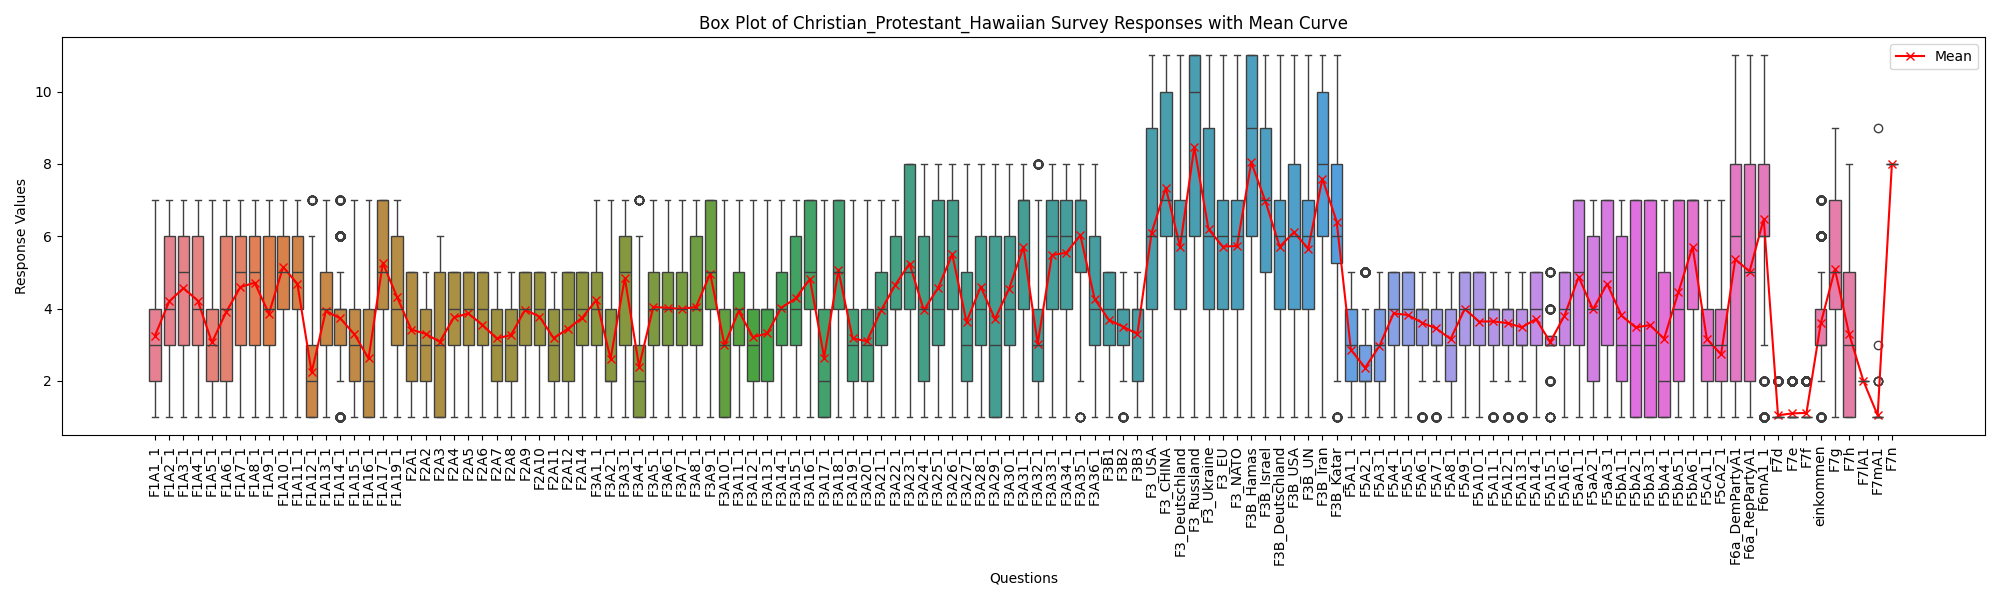 Box Plot of Christian_Protestant_Hawaiian Survey Responses with Mean Curve
Mean
Response Values
10
8
6
4
2
F1A1_1
F1A2_1
F1A3_1
F1A4_1
F1A5_1
F1A6_1
F1A7_1
F1A8_1
F1A9_1
F1A10_1
F1A11_1
F1A12_1
F1A13_1
F1A14_1
F1A15_1
F1A16_1
F1A17_1
F1A19_1
F2A1
F2A2
F2A3
F2A4
F2A5
F2A6
F2A7
F2A8
F2A9
F2A10
F2A11
F2A12
F2A14
F3A1_1
F3A2_1
F3A3_1
F3A4_1
F3A5_1
F3A6_1
F3A7_1
F3A8_1
F3A9_1
F3A10_1
F3A11_1
F3A12_1
F3A13_1
F3A14_1
F3A15_1
F3A16_1
F3A17_1
F3A18_1
F3A19_1
F3A20_1
F3A21_1
F3A22_1
F3A23_1
F3A24_1
F3A25_1
F3A26_1
F3A27_1
F3A28_1
F3A29_1
F3A30_1
F3A31_1
F3A32_1
F3A33_1
F3A34_1
F3A35_1
F3A36_1
F3B1
F3B2
F3B3
F3_USA
F3_CHINA
F3_Deutschland
F3_Russland
F3_Ukraine
F3_EU
F3_NATO
F3B_Hamas
F3B_Israel
F3B_Deutschland
F3B_USA
F3B_UN
F3B_Iran
F3B_Katar
F5A1_1
F5A2_1
F5A3_1
F5A4_1
F5A5_1
F5A6_1
F5A7_1
F5A8_1
F5A9_1
F5A10_1
F5A11_1
F5A12_1
F5A13_1
F5A14_1
F5A15_1
F5A16_1
F5aA1_1
F5aA2_1
F5aA3_1
F5bA1_1
F5bA2_1
F5bA3_1
F5bA4_1
F5bA5_1
F5bA6_1
F5cA1_1
F5cA2_1
F6a_DemPartyA1
F6a_RepPartyA1
F6mA1_1
F7d
F7e
F7f
einkommen
F7g
F7h
F7lA1
F7mA1
F7n
Questions